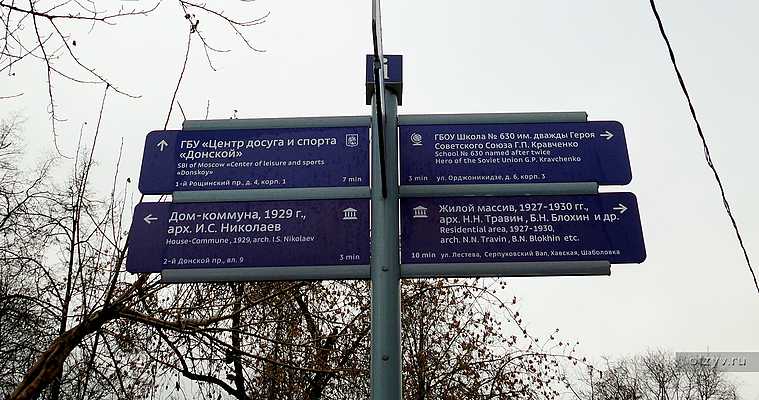 i
ГБУ «Центр досуга и спорта
«Донской»
SBI of Moscow «Center of leisure and sports
«Donskoy»
1-й Рощинский пр., д 4, корп. 1 7 min
ГБОУ Школа № 630 им. дважды Героя
Советского Союза Г.П. Кравченко
School № 630 named after twice
Hero of the Soviet Union G.P. Kravchenko
3 min ул. Орджоникидзе, д. 6, корп. 3
Дом-коммуна, 1929 г.,
арх. И.С. Николаев
House-Commune, 1929, arch. I.S. Nikolaev
2-й Донской пр., вл. 9 3 min
Жилой массив, 1927-1930 гг.,
арх. Н.Н. Травин, Б.Н. Блохин и др.
Residential area, 1927-1930,
arch. N.N. Travin, B.N. Blokhin etc.
10 min ул. Лестева, Серпуховский Вал, Хавская, Шаболовка
otzyv.ru